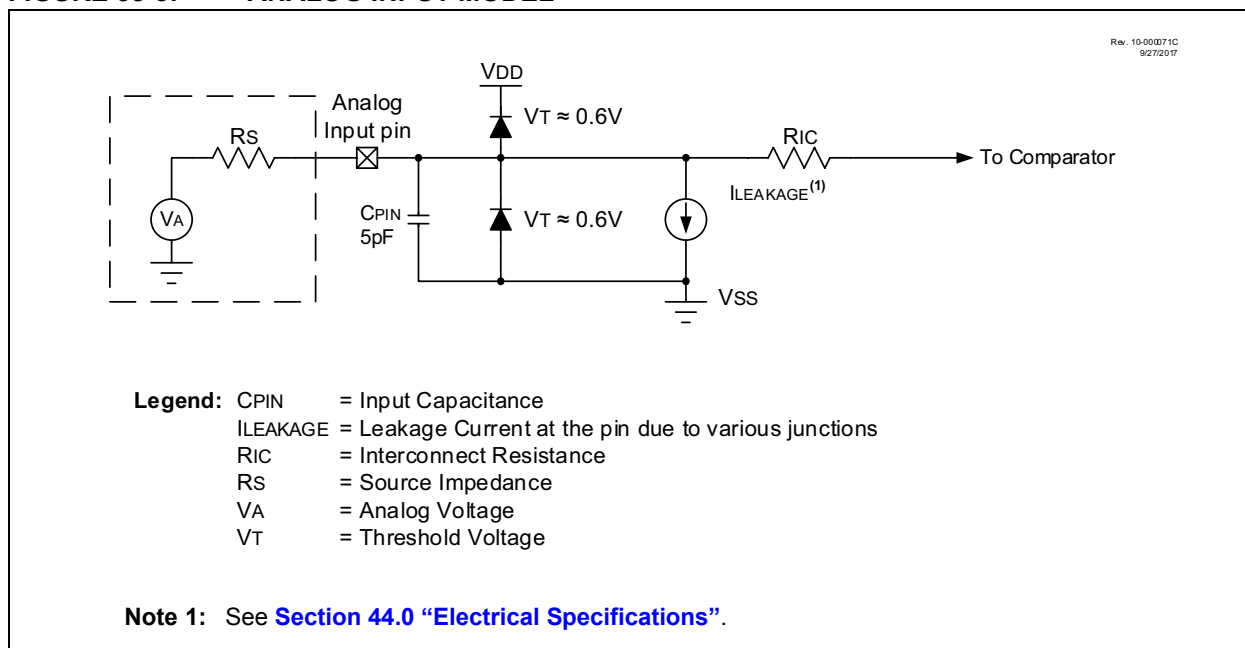 Rev. 10-000071C
9/27/2017
VDD
Analog
Input pin
VT ≈ 0.6V
RS
RIC
To Comparator
ILEAKAGE(1)
VA
CPIN
5pF
VT ≈ 0.6V
VSS
Legend: CPIN = Input Capacitance
ILEAKAGE = Leakage Current at the pin due to various junctions
RIC = Interconnect Resistance
RS = Source Impedance
VA = Analog Voltage
VT = Threshold Voltage
Note 1: See Section 44.0 “Electrical Specifications”.